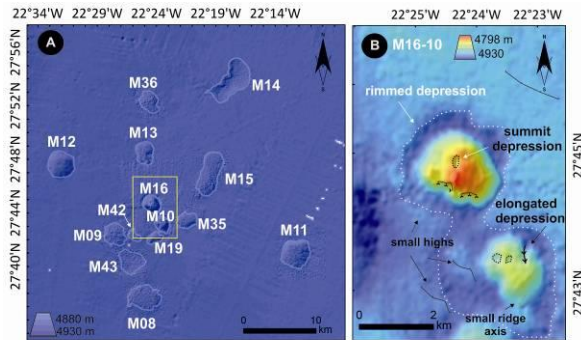 22°34'W 22°29'W 22°24'W 22°19'W 22°14'W
22°25'W 22°24'W 22°23'W
27°56'N
27°52'N
27°48'N
27°44'N
27°40'N
A
M36
M14
M13
M12
M16
M15
M42
M10
M35
M09
M19
M11
M43
M08
4880 m
4930 m
0 10
km
B M16-10
4798 m
4930
rimmed depression
summit
depression
elongated
depression
small highs
small ridge
axis
0 2
km
27°45'N
27°43'N